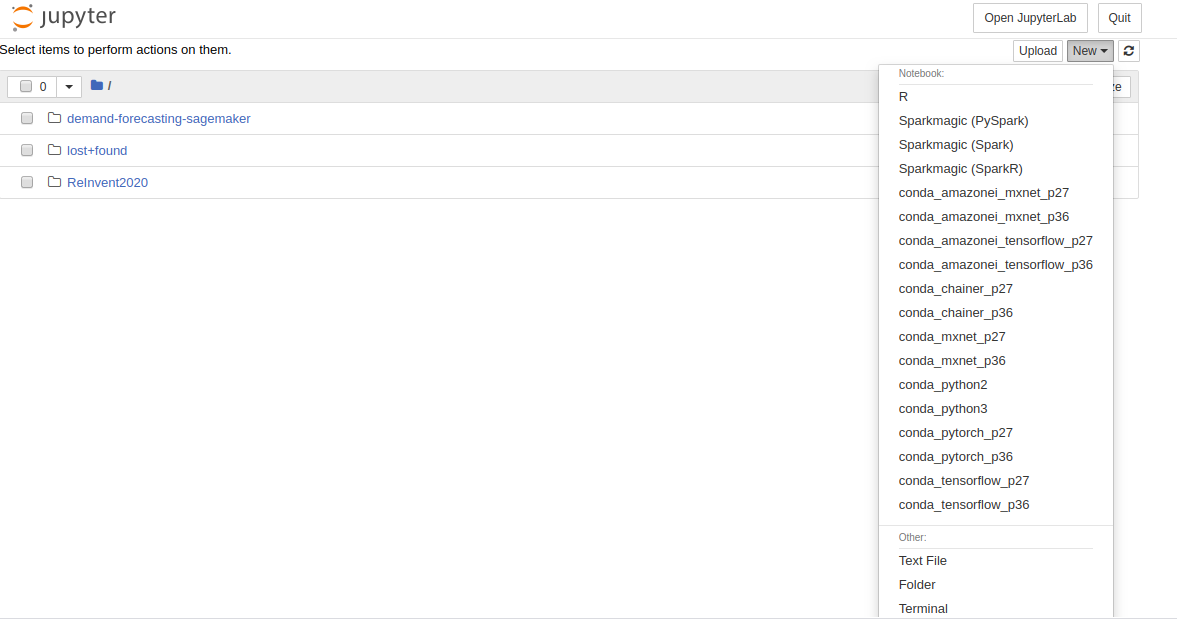 jupyter
Open JupyterLab Quit
Select items to perform actions on them.
Upload New
0 /
Notebook:
demand-forecasting-sagemaker
lost+found
ReInvent2020
R
Sparkmagic (PySpark)
Sparkmagic (Spark)
Sparkmagic (SparkR)
conda_amazonei_mxnet_p27
conda_amazonei_mxnet_p36
conda_amazonei_tensorflow_p27
conda_amazonei_tensorflow_p36
conda_chainer_p27
conda_chainer_p36
conda_mxnet_p27
conda_mxnet_p36
conda_python2
conda_python3
conda_pytorch_p27
conda_pytorch_p36
conda_tensorflow_p27
conda_tensorflow_p36
Other:
Text File
Folder
Terminal